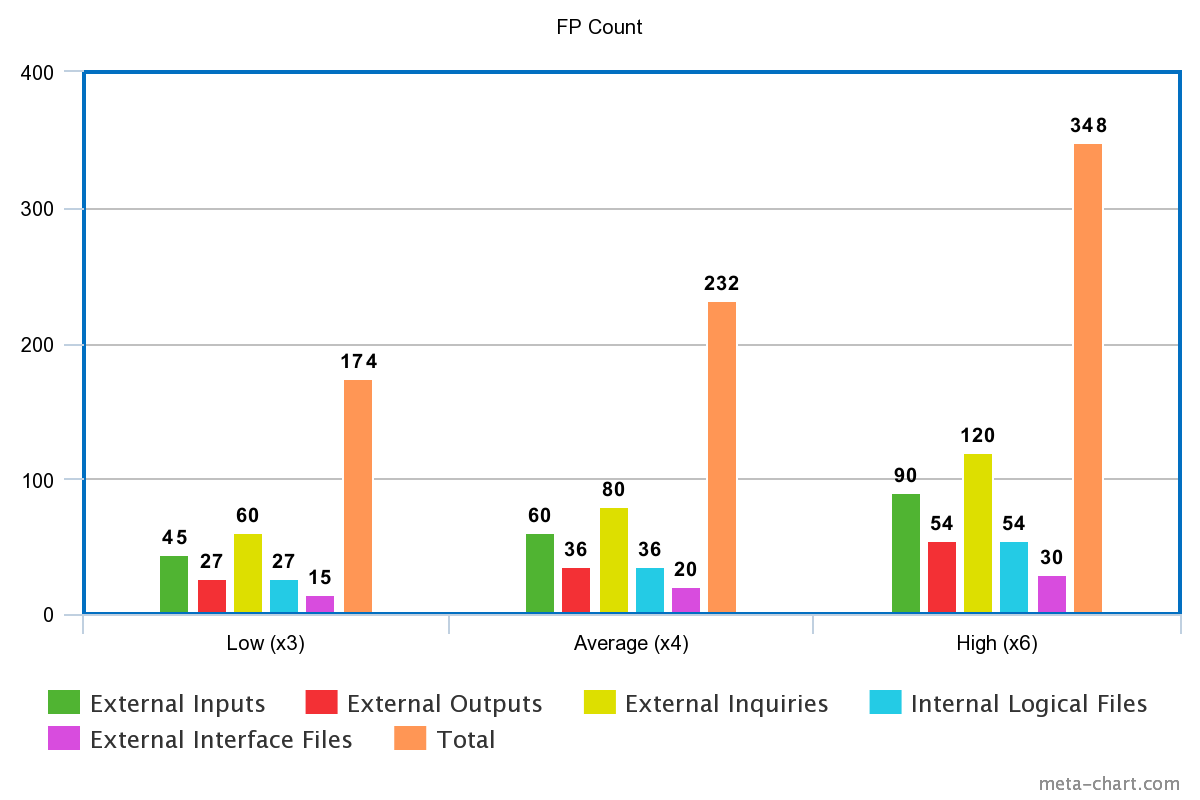 FP Count
400
300
200
100
0
45
27
60
27
15
174
60
36
80
36
20
232
90
54
120
54
30
348
Low (x3)
Average (x4)
High (x6)
External Inputs
External Outputs
External Inquiries
Internal Logical Files
External Interface Files
Total
meta-chart.com